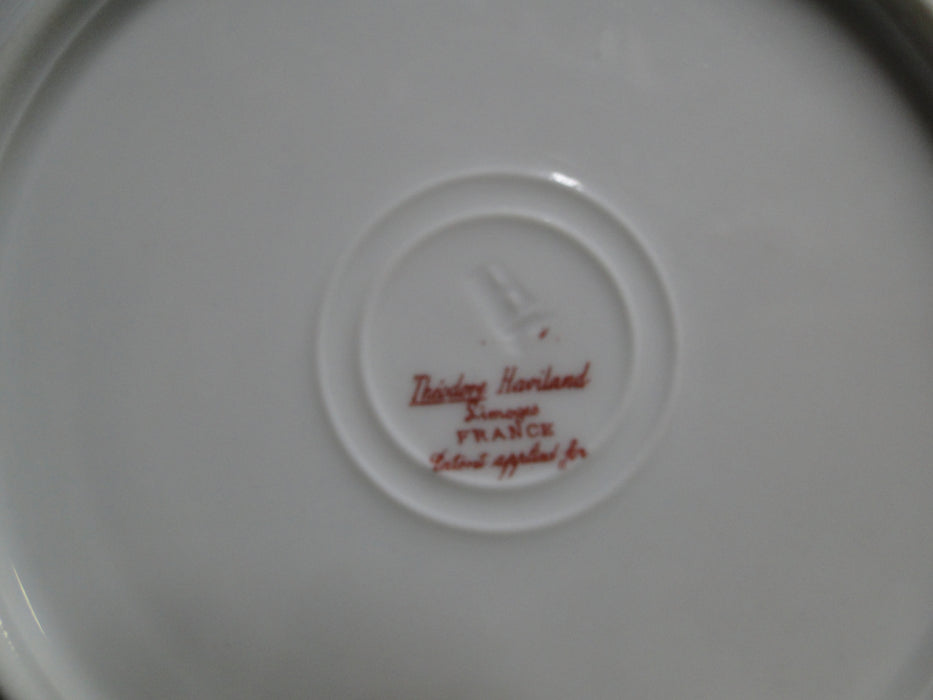 Théodore Haviland
Limoges
FRANCE
Patent applied for